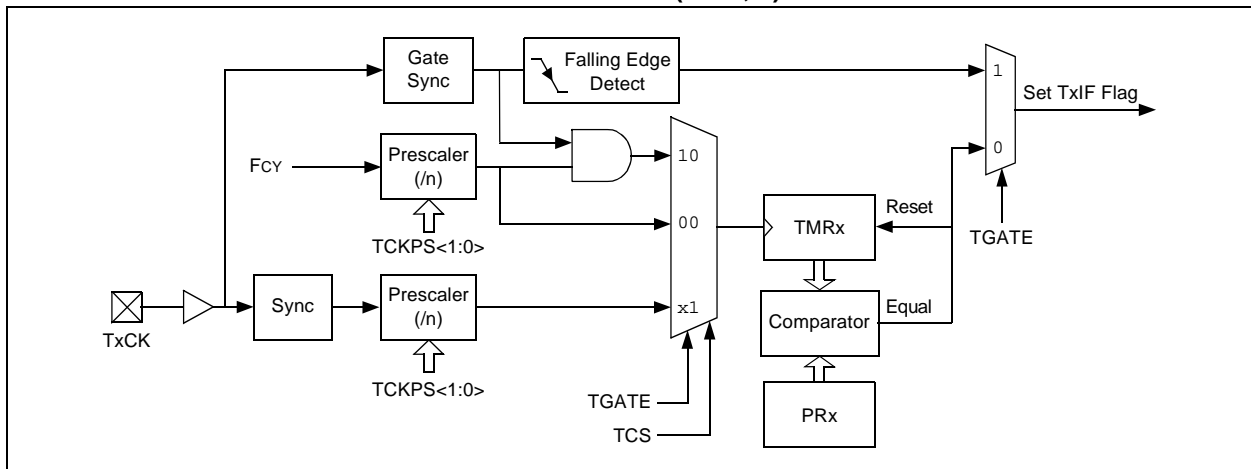 Gate
Sync
Falling Edge
Detect
1
Set TxIF Flag
0
TGATE
FCY
Prescaler
(/n)
TCKPS<1:0>
10
00
x1
TMRx
Reset
Comparator
Equal
PRx
TxCK
Sync
Prescaler
(/n)
TCKPS<1:0>
TGATE
TCS